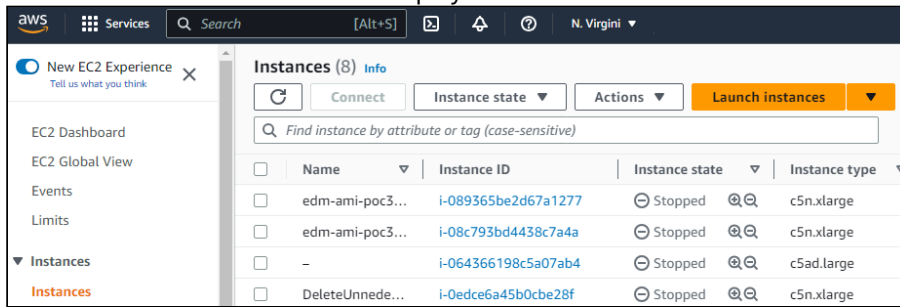 aws Services Search [Alt+S] N. Virgini
New EC2 Experience
Tell us what you think
EC2 Dashboard
EC2 Global View
Events
Limits
Instances
Instances
Instances (8) Info
Connect Instance state Actions Launch instances
Find instance by attribute or tag (case-sensitive)
Name Instance ID Instance state Instance type
edm-ami-poc3... i-089365be2d67a1277 Stopped c5n.xlarge
edm-ami-poc3... i-08c793bd4438c7a4a Stopped c5n.xlarge
– i-064366198c5a07ab4 Stopped c5ad.large
DeleteUnnede... i-0edce6a45b0cbe28f Stopped c5n.xlarge